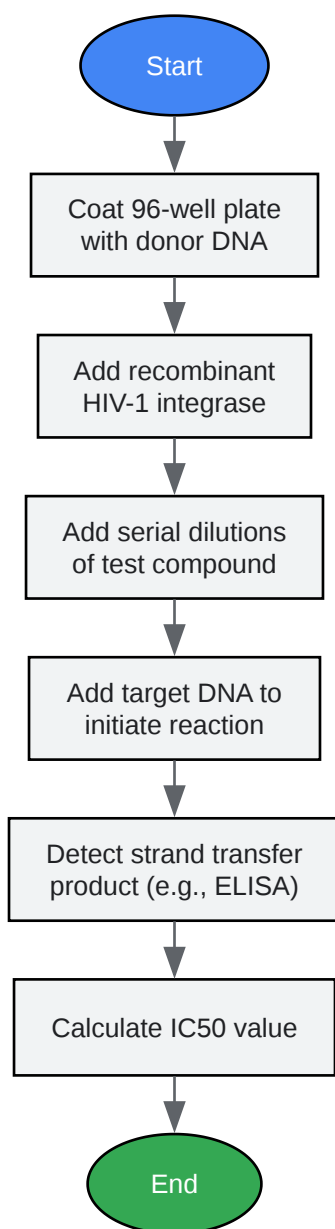 Start
Coat 96-well plate
with donor DNA
Add recombinant
HIV-1 integrase
Add serial dilutions
of test compound
Add target DNA to
initiate reaction
Detect strand transfer
product (e.g., ELISA)
Calculate IC50 value
End